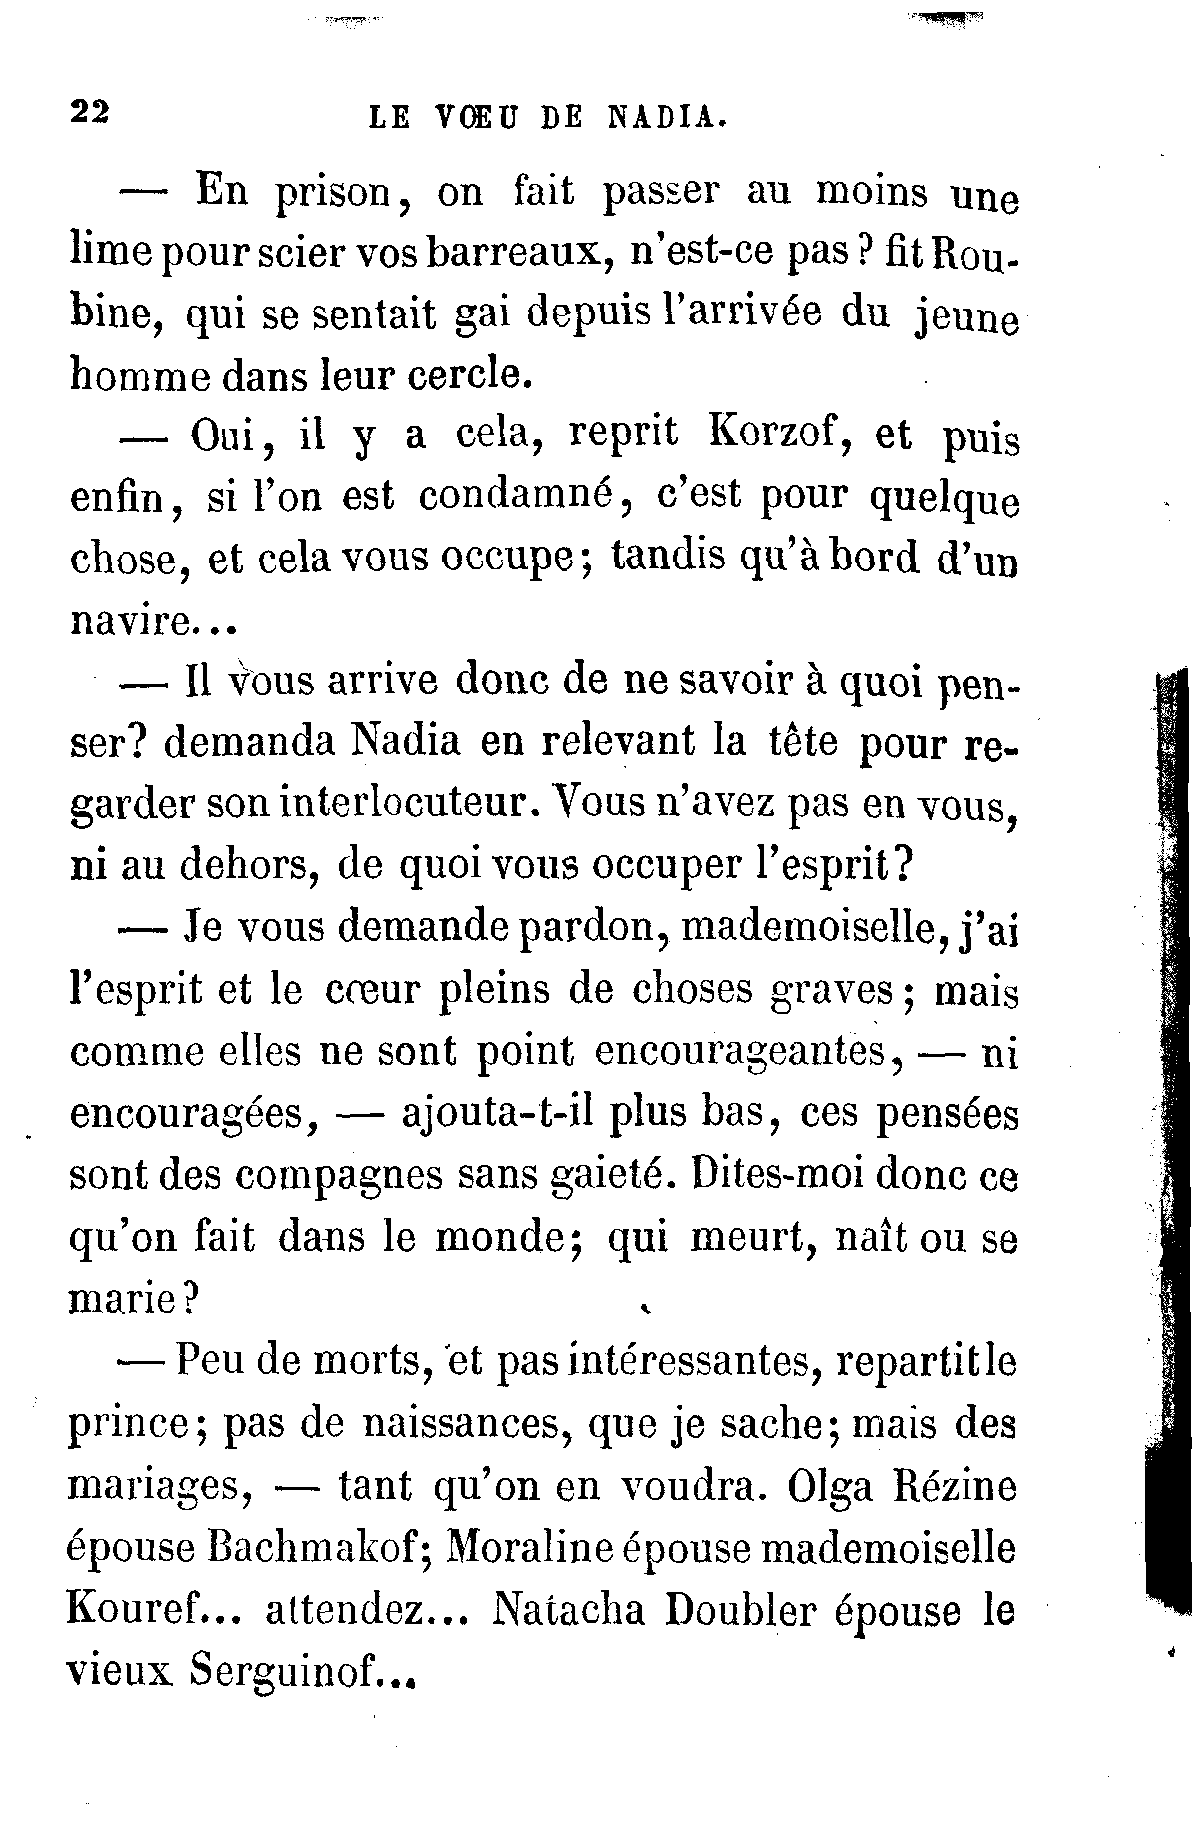 22 LE VŒU DE NADIA.
— En prison, on fait passer au moins une
lime pour scier vos barreaux, n'est-ce pas ? fit Rou-
bine, qui se sentait gai depuis l'arrivée du jeune
homme dans leur cercle.
— Oui, il y a cela, reprit Korzof, et puis
enfin, si l'on est condamné, c'est pour quelque
chose, et cela vous occupe; tandis qu'à bord d'un
navire...
— Il vous arrive donc de ne savoir à quoi pen-
ser? demanda Nadia en relevant la tête pour re-
garder son interlocuteur. Vous n'avez pas en vous,
ni au dehors, de quoi vous occuper l'esprit?
— Je vous demande pardon, mademoiselle, j'ai
l'esprit et le cœur pleins de choses graves; mais
comme elles ne sont point encourageantes, — ni
encouragées, — ajouta-t-il plus bas, ces pensées
sont des compagnes sans gaieté. Dites-moi donc ce
qu'on fait dans le monde; qui meurt, naît ou se
marie?
— Peu de morts, et pas intéressantes, repartit le
prince; pas de naissances, que je sache; mais des
mariages, — tant qu'on en voudra. Olga Rézine
épouse Bachmakof; Moraline épouse mademoiselle
Kouref... attendez... Natacha Doubler épouse le
vieux Serguinof...